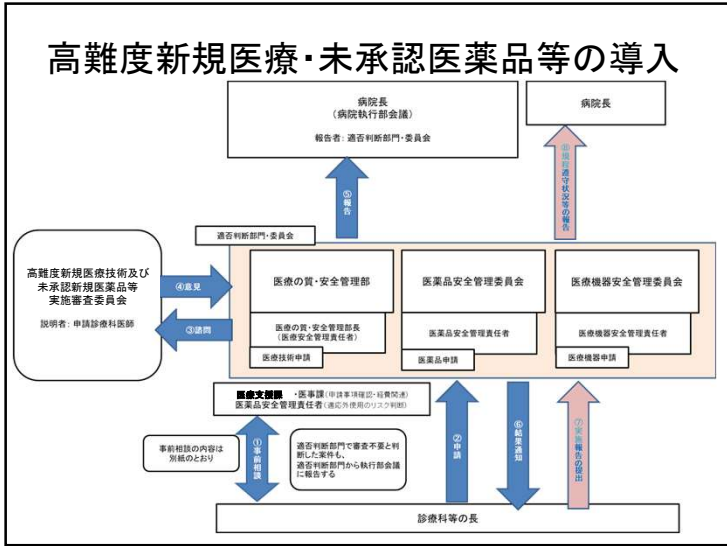 高難度新規医療・未承認医薬品等の導入
病院長
(病院執行部会議)
報告者：適否判断部門・委員会
病院長
⑤報告
⑧規程遵守状況等の報告
適否判断部門・委員会
高難度新規医療技術及び
未承認新規医薬品等
実施審査委員会
説明者：申請診療科医師
④意見
③諮問
医療の質・安全管理部
医療の質・安全管理部長
(医療安全管理責任者)
医療技術申請
医薬品安全管理委員会
医薬品安全管理責任者
医薬品申請
医療機器安全管理委員会
医療機器安全管理責任者
医療機器申請
医療支援課 ・医事課(申請事項確認・経費関連)
医薬品安全管理責任者(適応外使用のリスク判断)
事前相談の内容は
別紙のとおり
①事前相談
適否判断部門で審査不要と判
断した案件も、
適否判断部門から執行部会議
に報告する
②申請
⑥結果通知
⑦実施報告の提出
診療科等の長